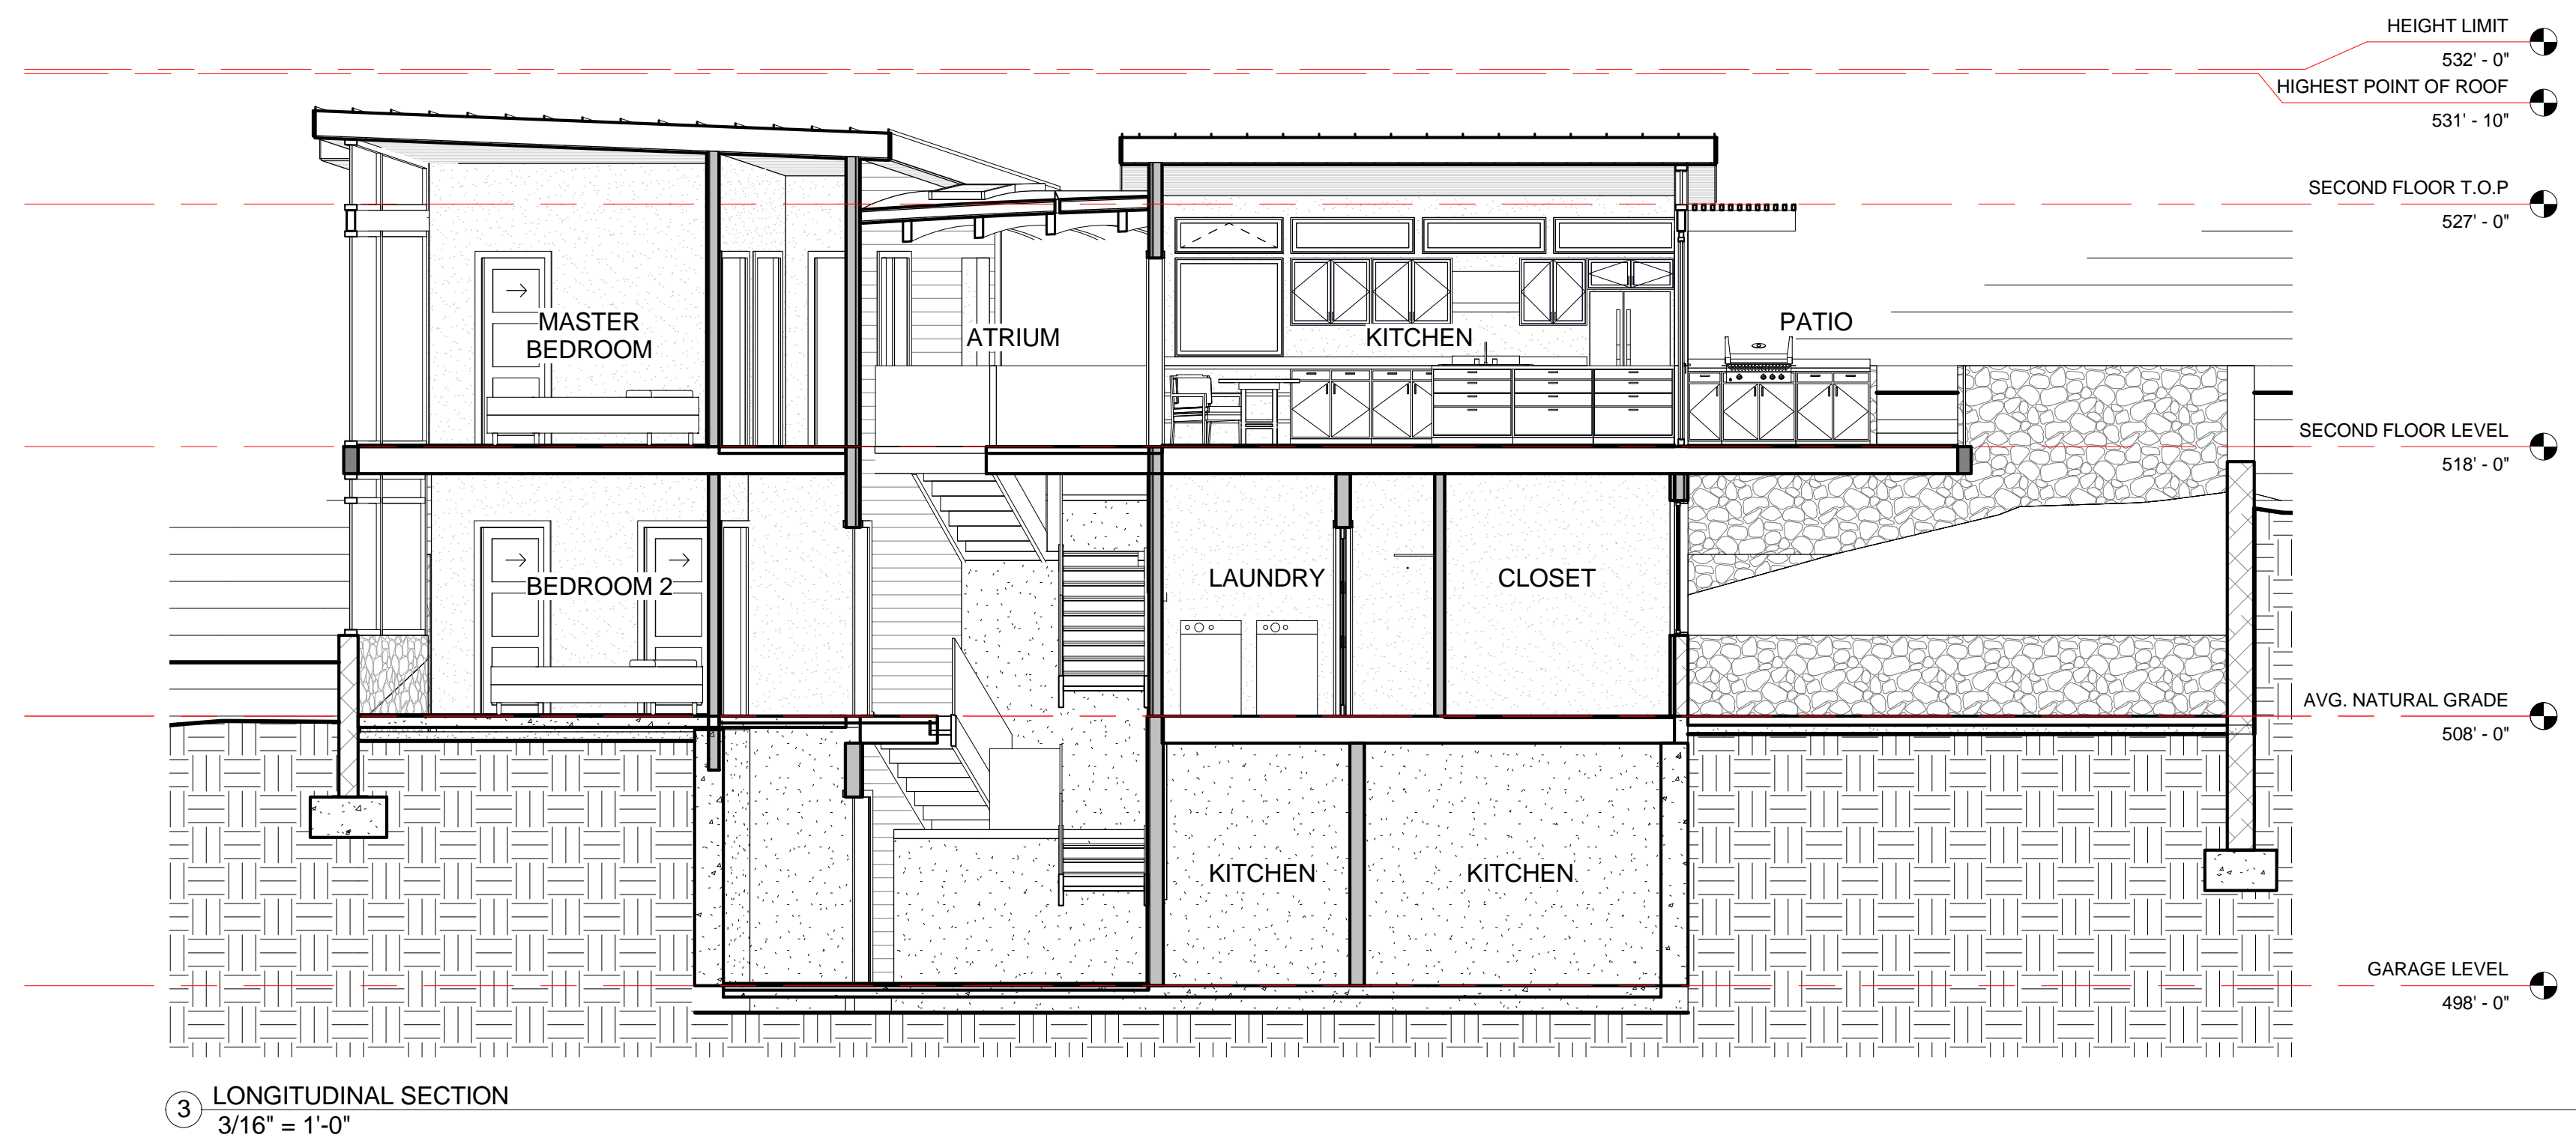 HEIGHT LIMIT
532' - 0"
HIGHEST POINT OF ROOF
531' - 10"
SECOND FLOOR T.O.P
527' - 0"
MASTER
BEDROOM
ATRIUM
KITCHEN
PATIO
SECOND FLOOR LEVEL
518' - 0"
BEDROOM 2
LAUNDRY
CLOSET
AVG. NATURAL GRADE
508' - 0"
KITCHEN
KITCHEN
GARAGE LEVEL
498' - 0"
3
LONGITUDINAL SECTION
3/16" = 1'-0"